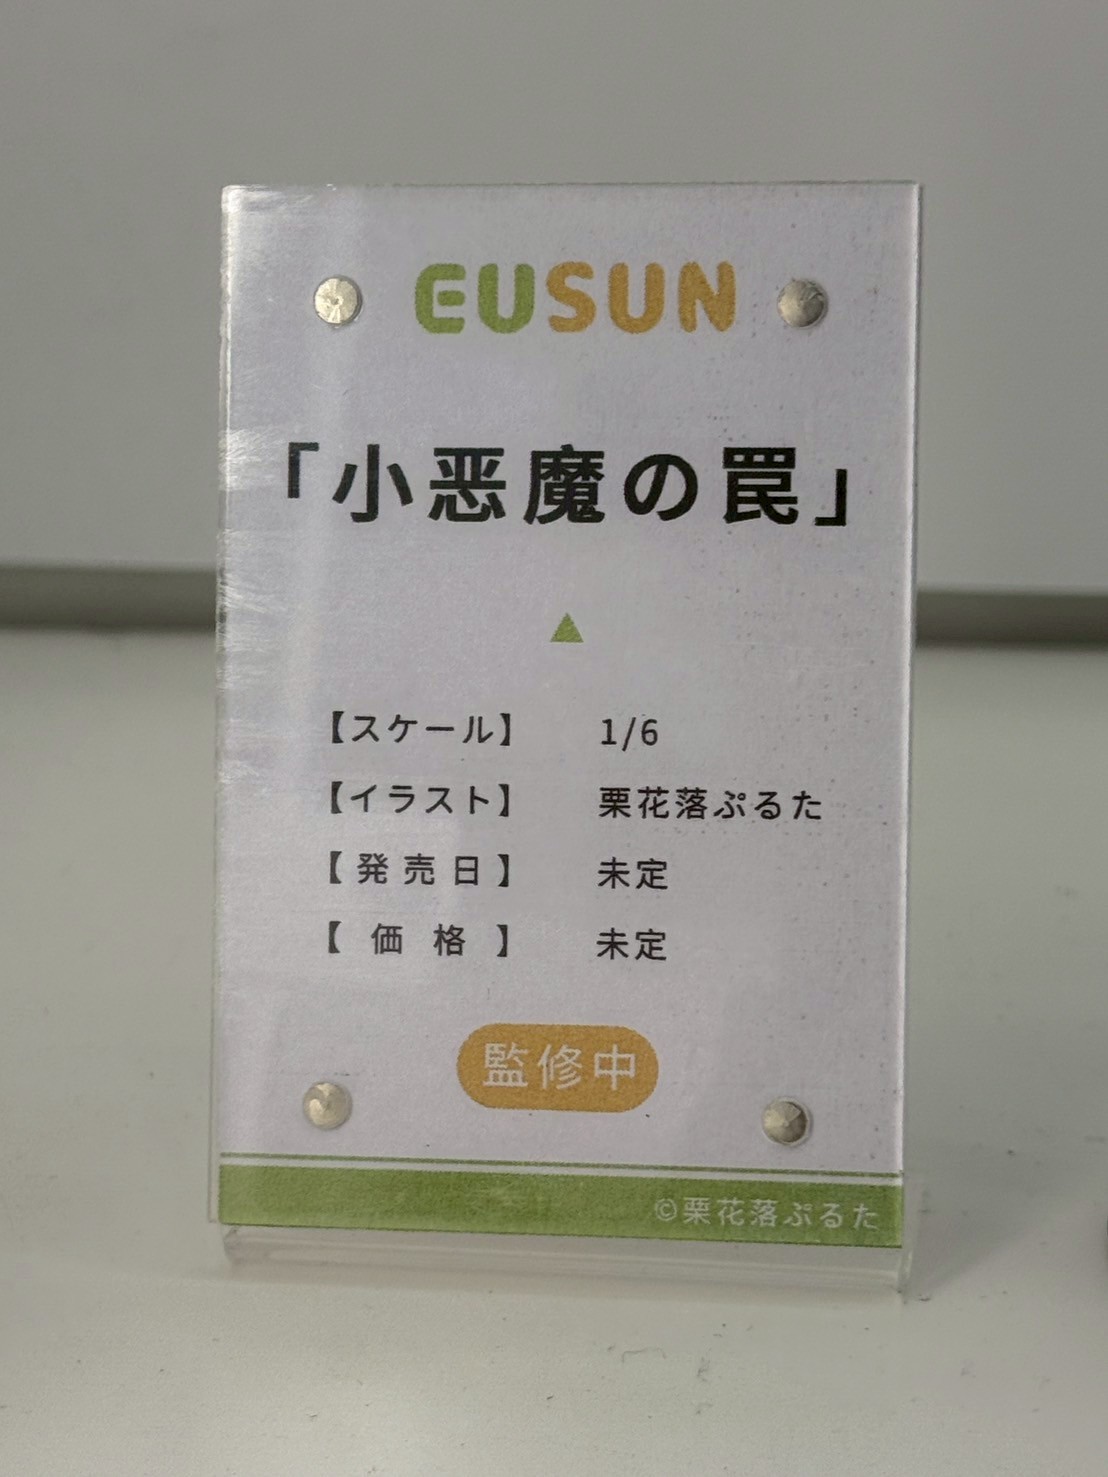 EUSUN
「小恶魔の罠」
【スケール】 1/6
【イラスト】 栗花落ぷるた
【発売日】 未定
【価格】 未定
監修中
©栗花落ぷるた